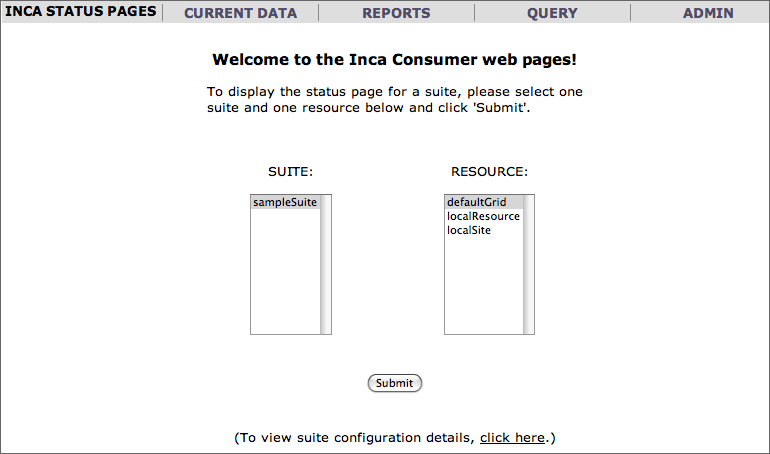 INCA STATUS PAGES CURRENT DATA REPORTS QUERY ADMIN
Welcome to the Inca Consumer web pages!
To display the status page for a suite, please select one
suite and one resource below and click 'Submit'.
SUITE:
sampleSuite
RESOURCE:
defaultGrid
localResource
localSite
Submit
(To view suite configuration details, click here.)